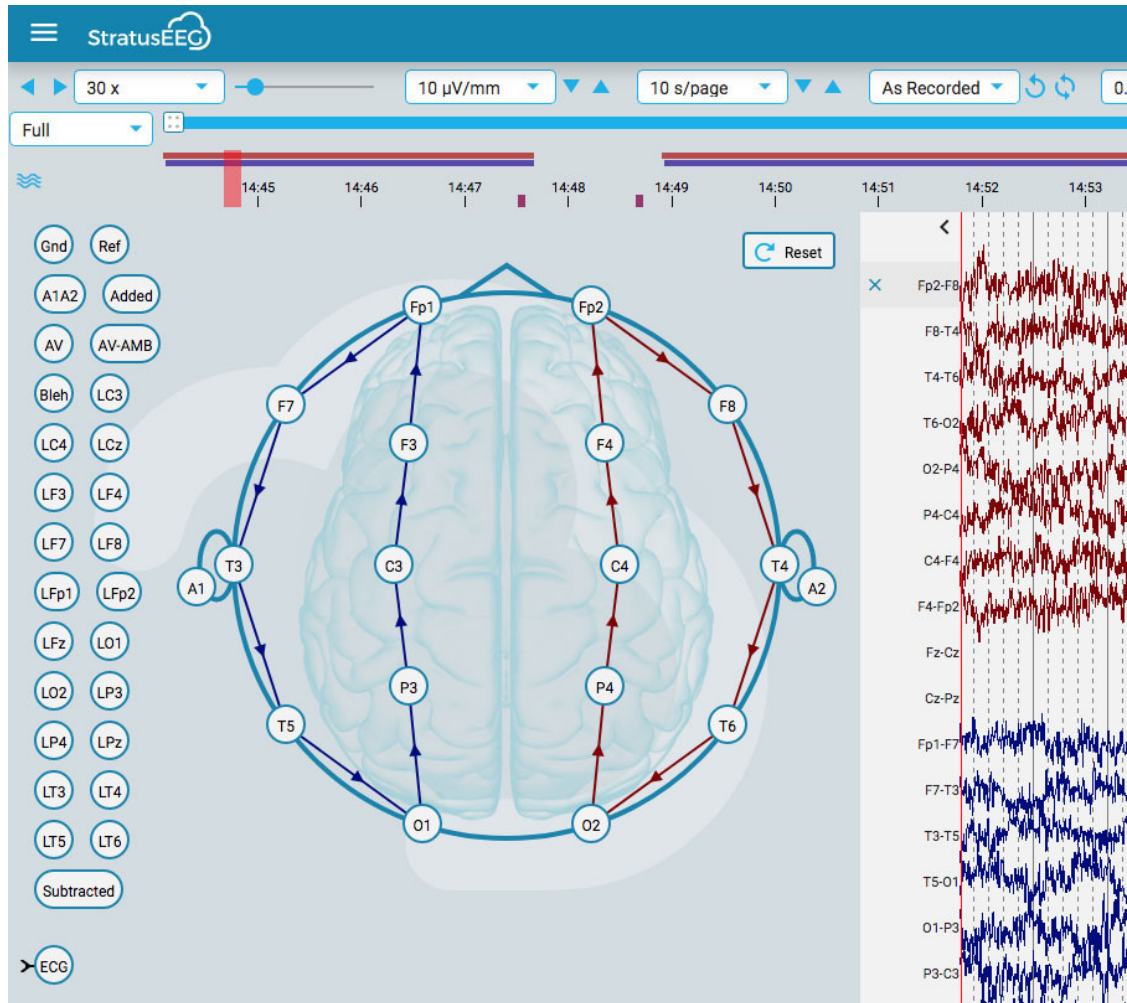 StratusEEG
30 x
10 µV/mm
10 s/page
As Recorded
0.
Full
14:45 14:46 14:47 14:48 14:49 14:50 14:51 14:52 14:53
Gnd Ref
A1A2 Added
AV AV-AMB
Bleh LC3
LC4 LCz
LF3 LF4
LF7 LF8
LFp1 LFp2
LFz LO1
LO2 LP3
LP4 LPz
LT3 LT4
LT5 LT6
Subtracted
ECG
Reset
Fp1 Fp2
F7 F8
F3 F4
A1 T3 C3 C4 T4 A2
P3 P4
T5 T6
O1 O2
Fp2-F8
F8-T4
T4-T6
T6-O2
O2-P4
P4-C4
C4-F4
F4-Fp2
Fz-Cz
Cz-Pz
Fp1-F7
F7-T3
T3-T5
T5-O1
O1-P3
P3-C3